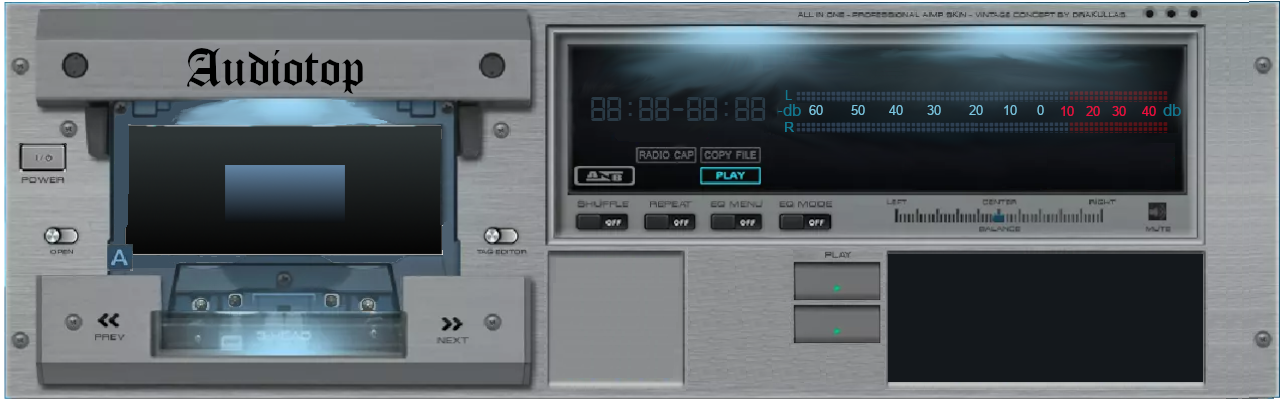 ALL IN ONE - PROFESSIONAL AMP SKIN - VINTAGE CONCEPT BY DRAKULLAS
Audiotop
88:88-88:88
L
-db 60 50 40 30 20 10 0 10 20 30 40 db
R
RADIO CAP COPY FILE
PLAY
I/O
POWER
SHUFFLE REPEAT EQ MENU EQ MODE
OFF OFF OFF OFF
LEFT CENTER RIGHT
BALANCE
MUTE
OPEN
TAG EDITOR
A
PLAY
PREV
NEXT
3-HEAD